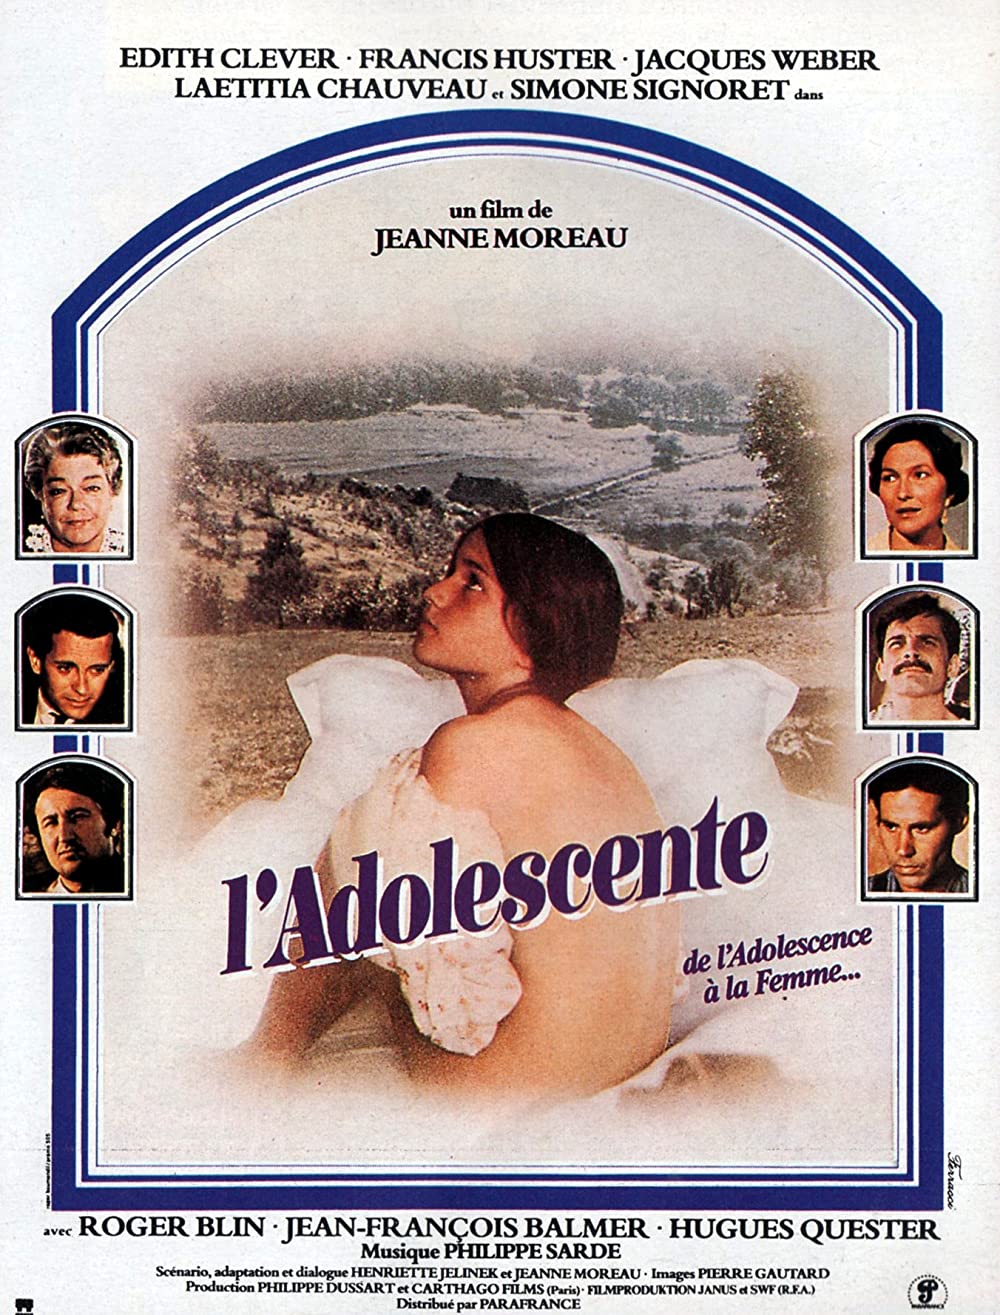 EDITH CLEVER · FRANCIS HUSTER · JACQUES WEBER
LAETITIA CHAUVEAU et SIMONE SIGNORET dans
un film de
JEANNE MOREAU
l'Adolescente
de l'Adolescence
à la Femme...
Ferracci
avec ROGER BLIN · JEAN-FRANÇOIS BALMER · HUGUES QUESTER
Musique PHILIPPE SARDE
Scénario, adaptation et dialogue HENRIETTE JELINEK et JEANNE MOREAU · Images PIERRE GAUTARD
Production PHILIPPE DUSSART et CARTHAGO FILMS (Paris) · FILMPRODUKTION JANUS et SWF (R.F.A.)
Distribué par PARAFRANCE
PARAFRANCE